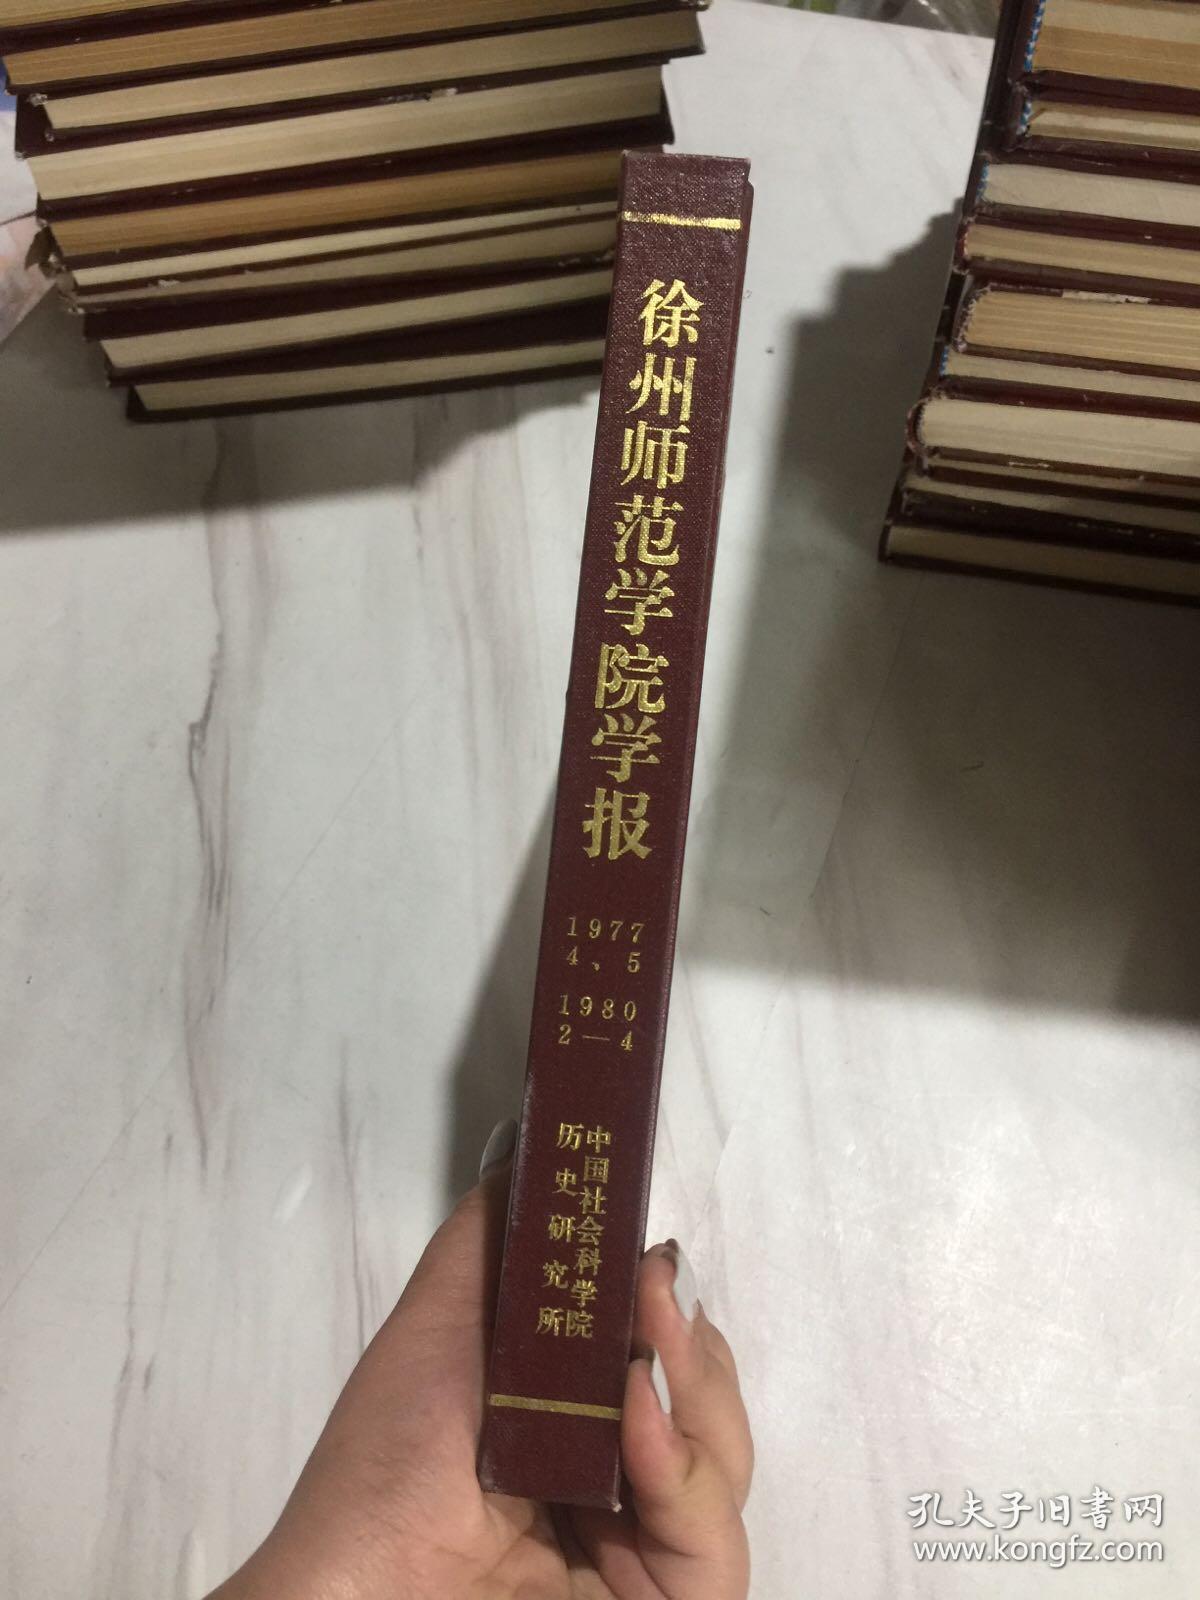 徐州师范学院学报
1977
4、5
1980
2—4
中国社会科学院
历史研究所
孔夫子旧书网
www.kongfz.com